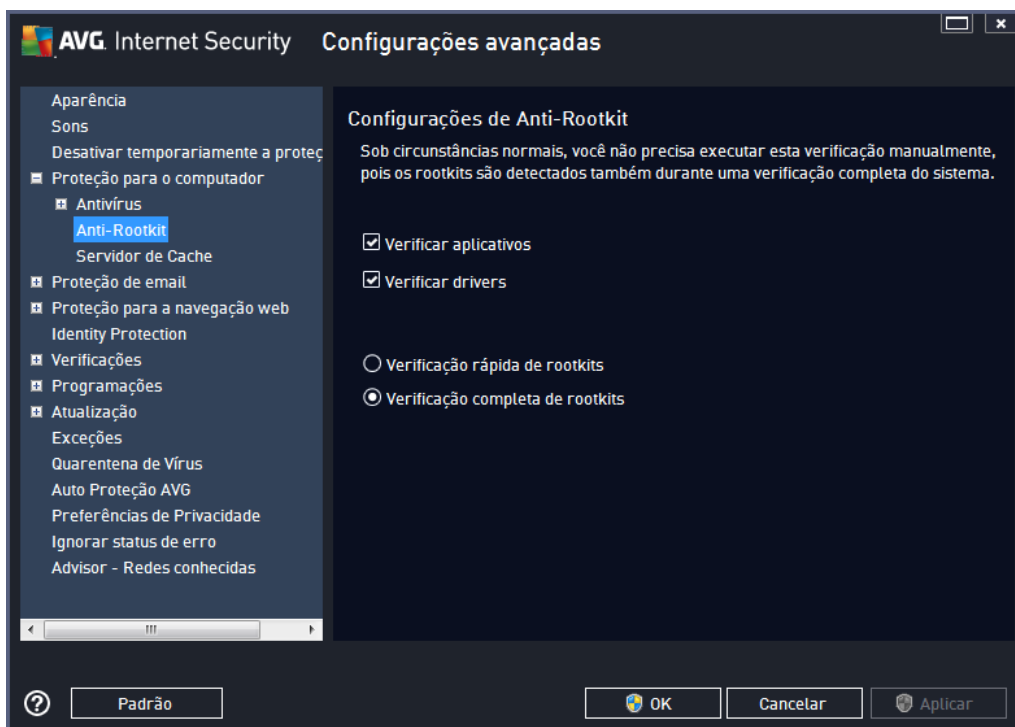 AVG. Internet Security Configurações avançadas
Aparência
Sons
Desativar temporariamente a proteç
Proteção para o computador
Antivírus
Anti-Rootkit
Servidor de Cache
Proteção de email
Proteção para a navegação web
Identity Protection
Verificações
Programações
Atualização
Exceções
Quarentena de Vírus
Auto Proteção AVG
Preferências de Privacidade
Ignorar status de erro
Advisor - Redes conhecidas
Configurações de Anti-Rootkit
Sob circunstâncias normais, você não precisa executar esta verificação manualmente,
pois os rootkits são detectados também durante uma verificação completa do sistema.
Verificar aplicativos
Verificar drivers
Verificação rápida de rootkits
Verificação completa de rootkits
Padrão
OK
Cancelar
Aplicar